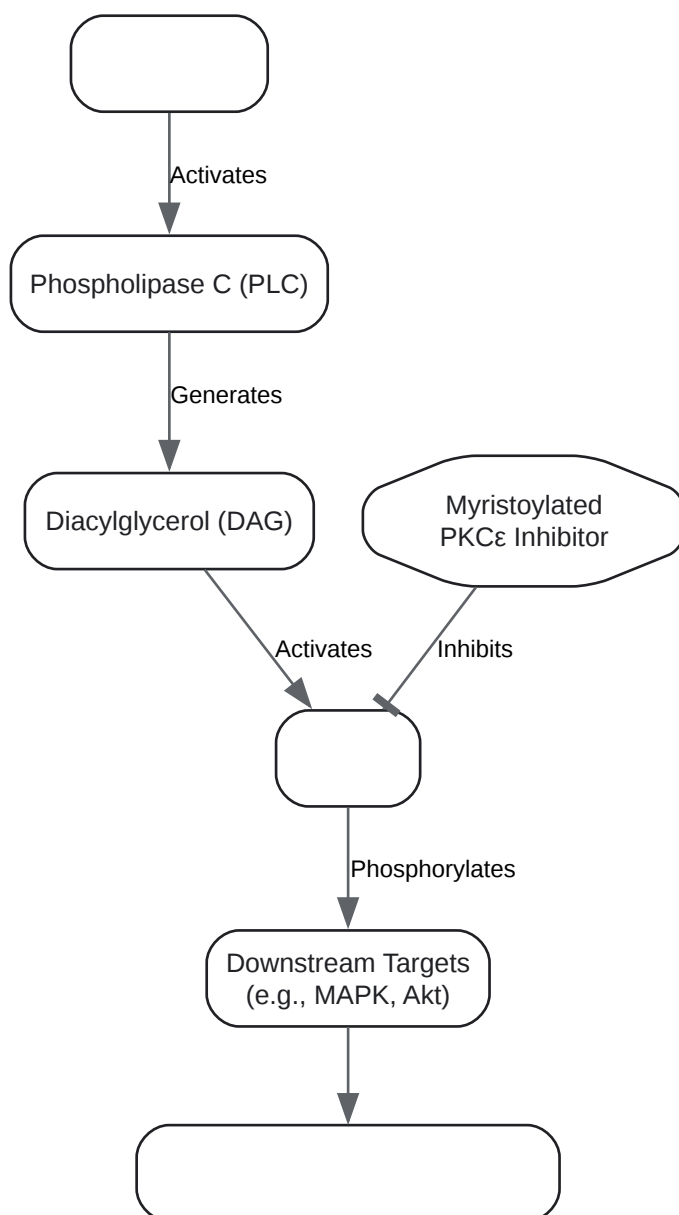 Activates
Phospholipase C (PLC)
Generates
Diacylglycerol (DAG)
Myristoylated
PKCε Inhibitor
Activates
Inhibits
Phosphorylates
Downstream Targets
(e.g., MAPK, Akt)